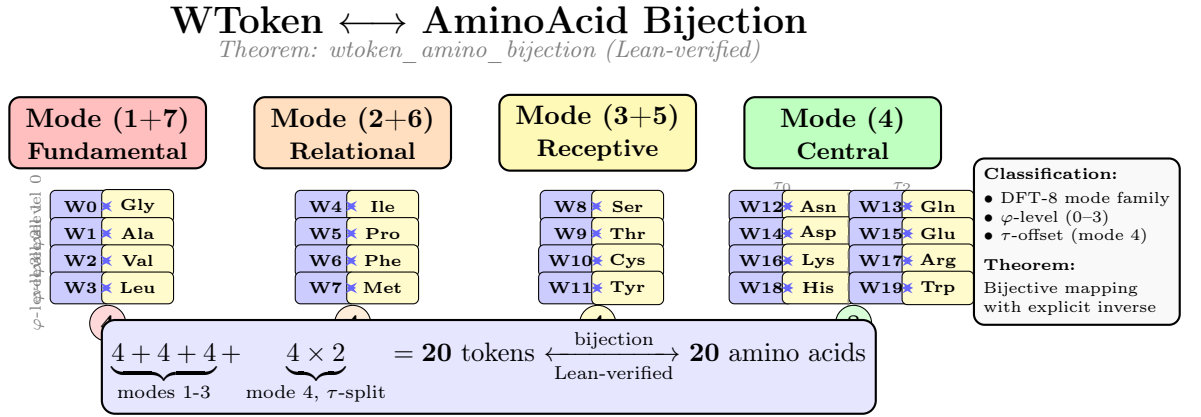 WToken ⟷ AminoAcid Bijection
Theorem: wtoken_amino_bijection (Lean-verified)
Mode (1+7)
Fundamental
Mode (2+6)
Relational
Mode (3+5)
Receptive
Mode (4)
Central
τ0 τ2
W0 Gly
W1 Ala
W2 Val
W3 Leu
W4 Ile
W5 Pro
W6 Phe
W7 Met
W8 Ser
W9 Thr
W10 Cys
W11 Tyr
W12 Asn W13 Gln
W14 Asp W15 Glu
W16 Lys W17 Arg
W18 His W19 Trp
Classification:
• DFT-8 mode family
• φ-level (0–3)
• τ-offset (mode 4)
Theorem:
Bijective mapping
with explicit inverse
4 + 4 + 4 + 4 × 2 = 20 tokens ⟷ 20 amino acids
modes 1-3
mode 4, τ-split
bijection
Lean-verified